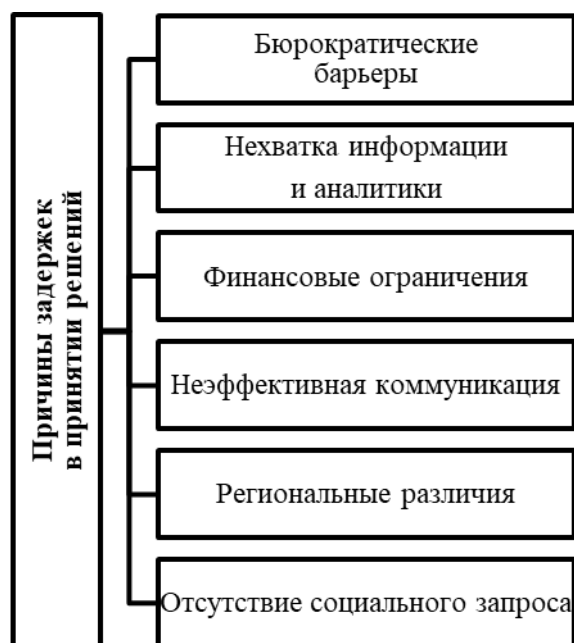 Причины задержек
в принятии решений
Бюрократические
барьеры
Нехватка информации
и аналитики
Финансовые ограничения
Неэффективная коммуникация
Региональные различия
Отсутствие социального запроса